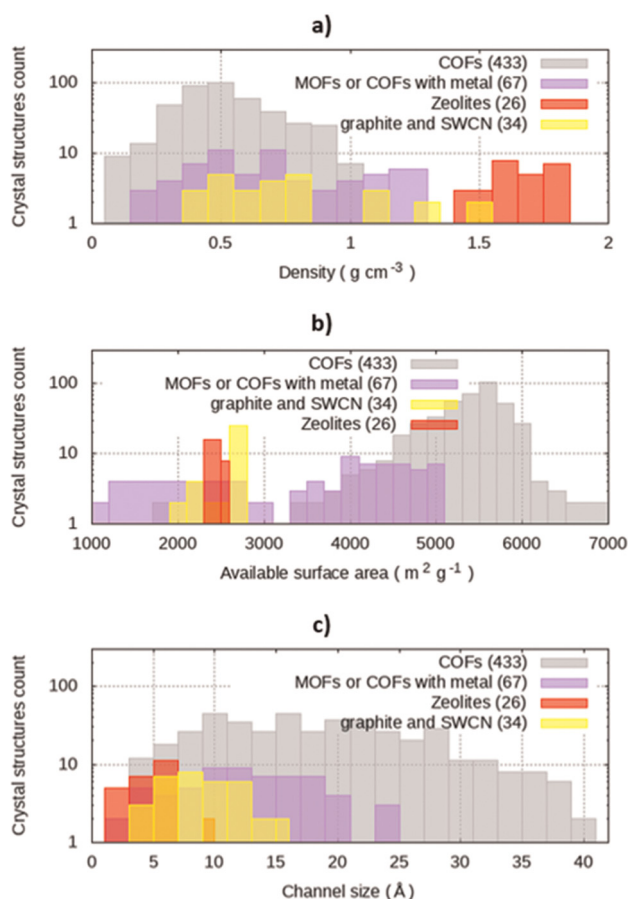 a)
Crystal structures count
100
10
1
COFs (433)
MOFs or COFs with metal (67)
Zeolites (26)
graphite and SWCN (34)
0 0.5 1 1.5 2
Density ( g cm⁻³ )
b)
Crystal structures count
100
10
1
COFs (433)
MOFs or COFs with metal (67)
graphite and SWCN (34)
Zeolites (26)
1000 2000 3000 4000 5000 6000 7000
Available surface area ( m² g⁻¹ )
c)
Crystal structures count
100
10
1
COFs (433)
MOFs or COFs with metal (67)
Zeolites (26)
graphite and SWCN (34)
0 5 10 15 20 25 30 35 40
Channel size (Å)